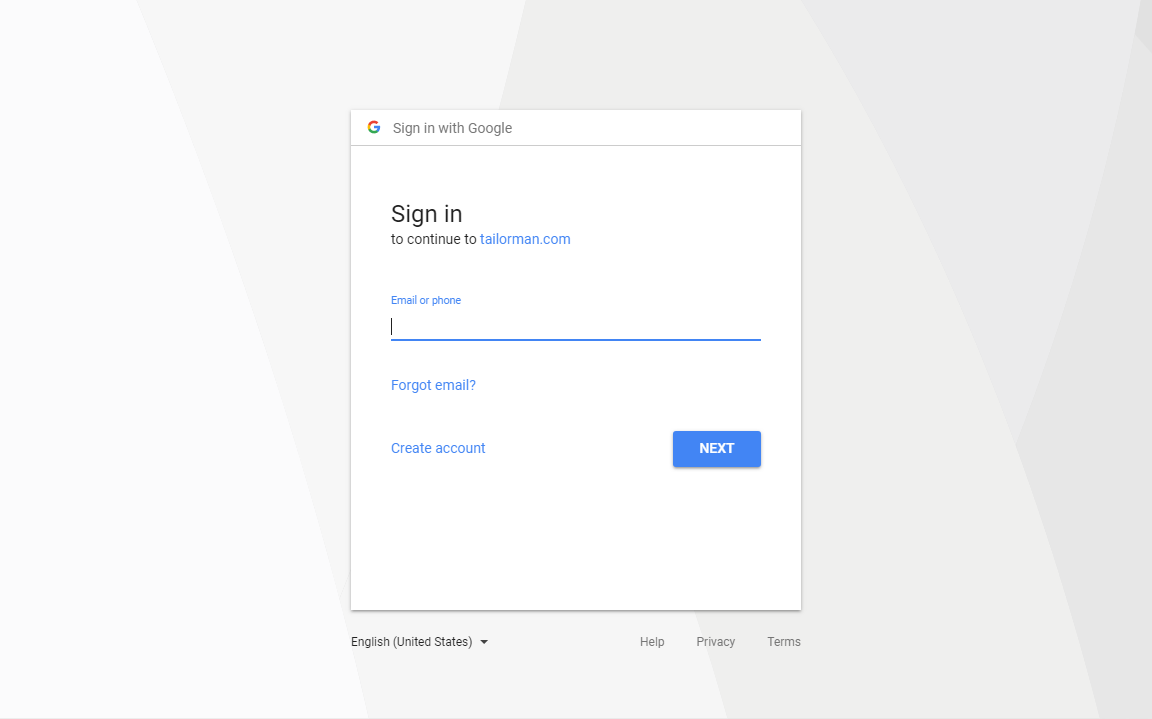 Sign in with Google
Sign in
to continue to tailorman.com
Email or phone
Forgot email?
Create account
NEXT
English (United States)
Help
Privacy
Terms